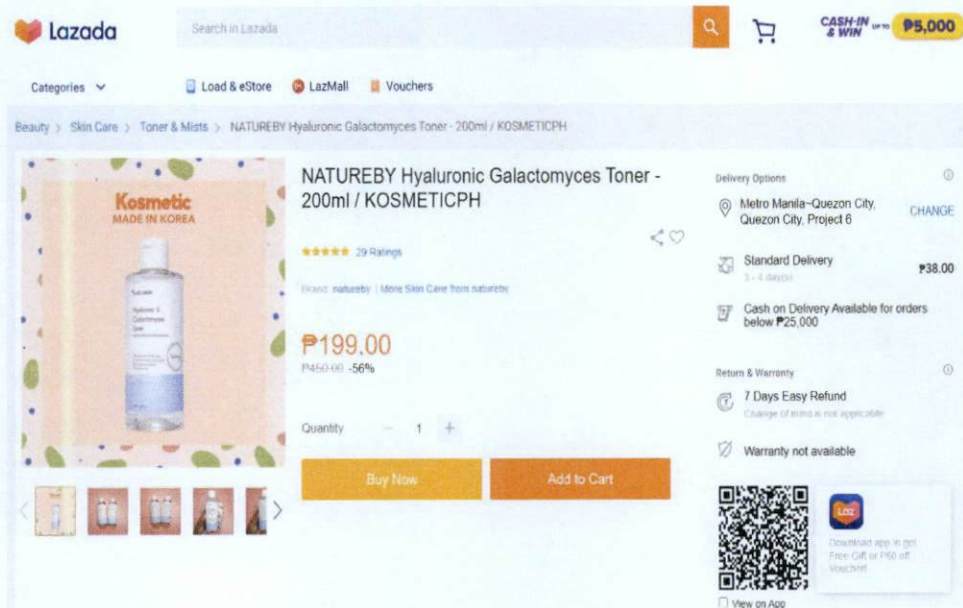 Lazada
Search in Lazada
CASH-IN & WIN UP TO ₱5,000
Categories
Load & eStore
LazMall
Vouchers
Beauty > Skin Care > Toner & Mists > NATUREBY Hyaluronic Galactomyces Toner - 200ml / KOSMETICPH
Kosmetic
MADE IN KOREA
NATUREBY Hyaluronic Galactomyces Toner -
200ml / KOSMETICPH
29 Ratings
Brand: natureby | More Skin Care from natureby
₱199.00
₱450.00 -56%
Quantity - 1 +
Buy Now
Add to Cart
Delivery Options
Metro Manila~Quezon City,
Quezon City, Project 6
CHANGE
Standard Delivery
₱38.00
3 - 4 day(s)
Cash on Delivery Available for orders
below ₱25,000
Return & Warranty
7 Days Easy Refund
Change of mind is not applicable
Warranty not available
Laz
Download app to get
Free Gift or ₱60 off
Voucher!
View on App